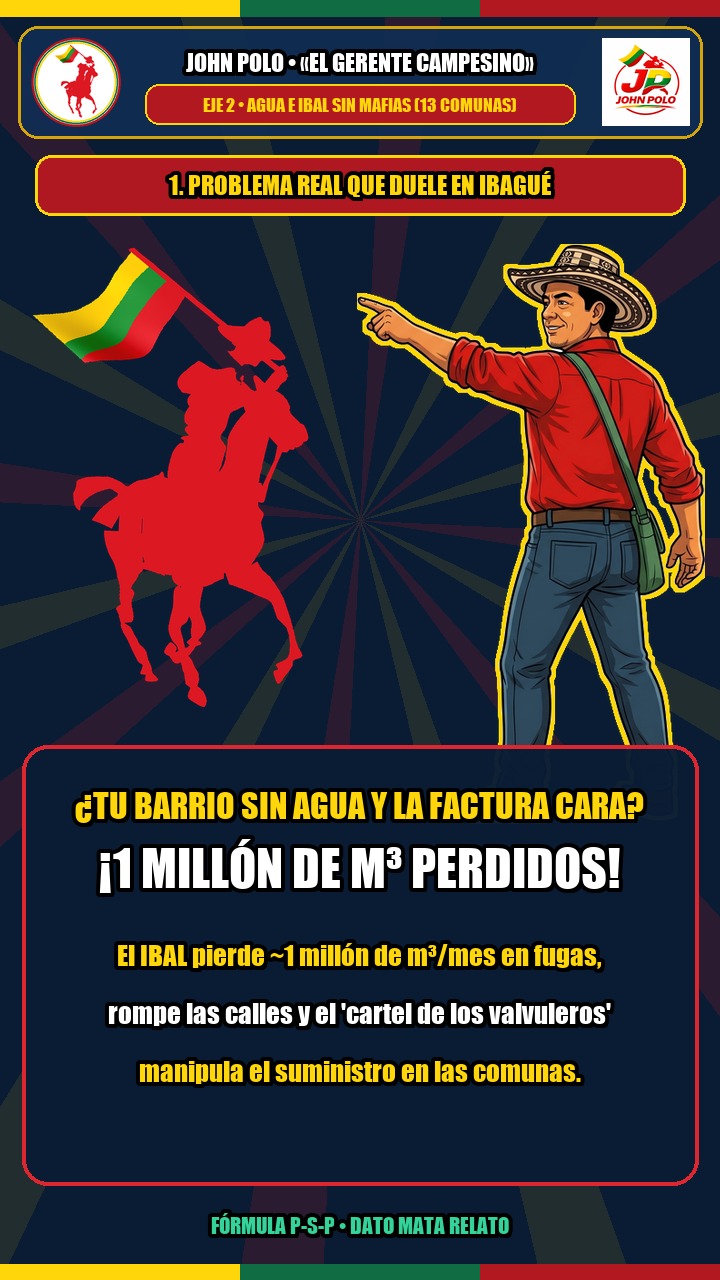 JOHN POLO • «EL GERENTE CAMPESINO»
EJE 2 • AGUA E IBAL SIN MAFIAS (13 COMUNAS)
JP
JOHN POLO
1. PROBLEMA REAL QUE DUELE EN IBAGUÉ
¿TU BARRIO SIN AGUA Y LA FACTURA CARA?
¡1 MILLÓN DE M³ PERDIDOS!
El IBAL pierde ~1 millón de m³/mes en fugas,
rompe las calles y el 'cartel de los valvuleros'
manipula el suministro en las comunas.
FÓRMULA P-S-P • DATO MATA RELATO